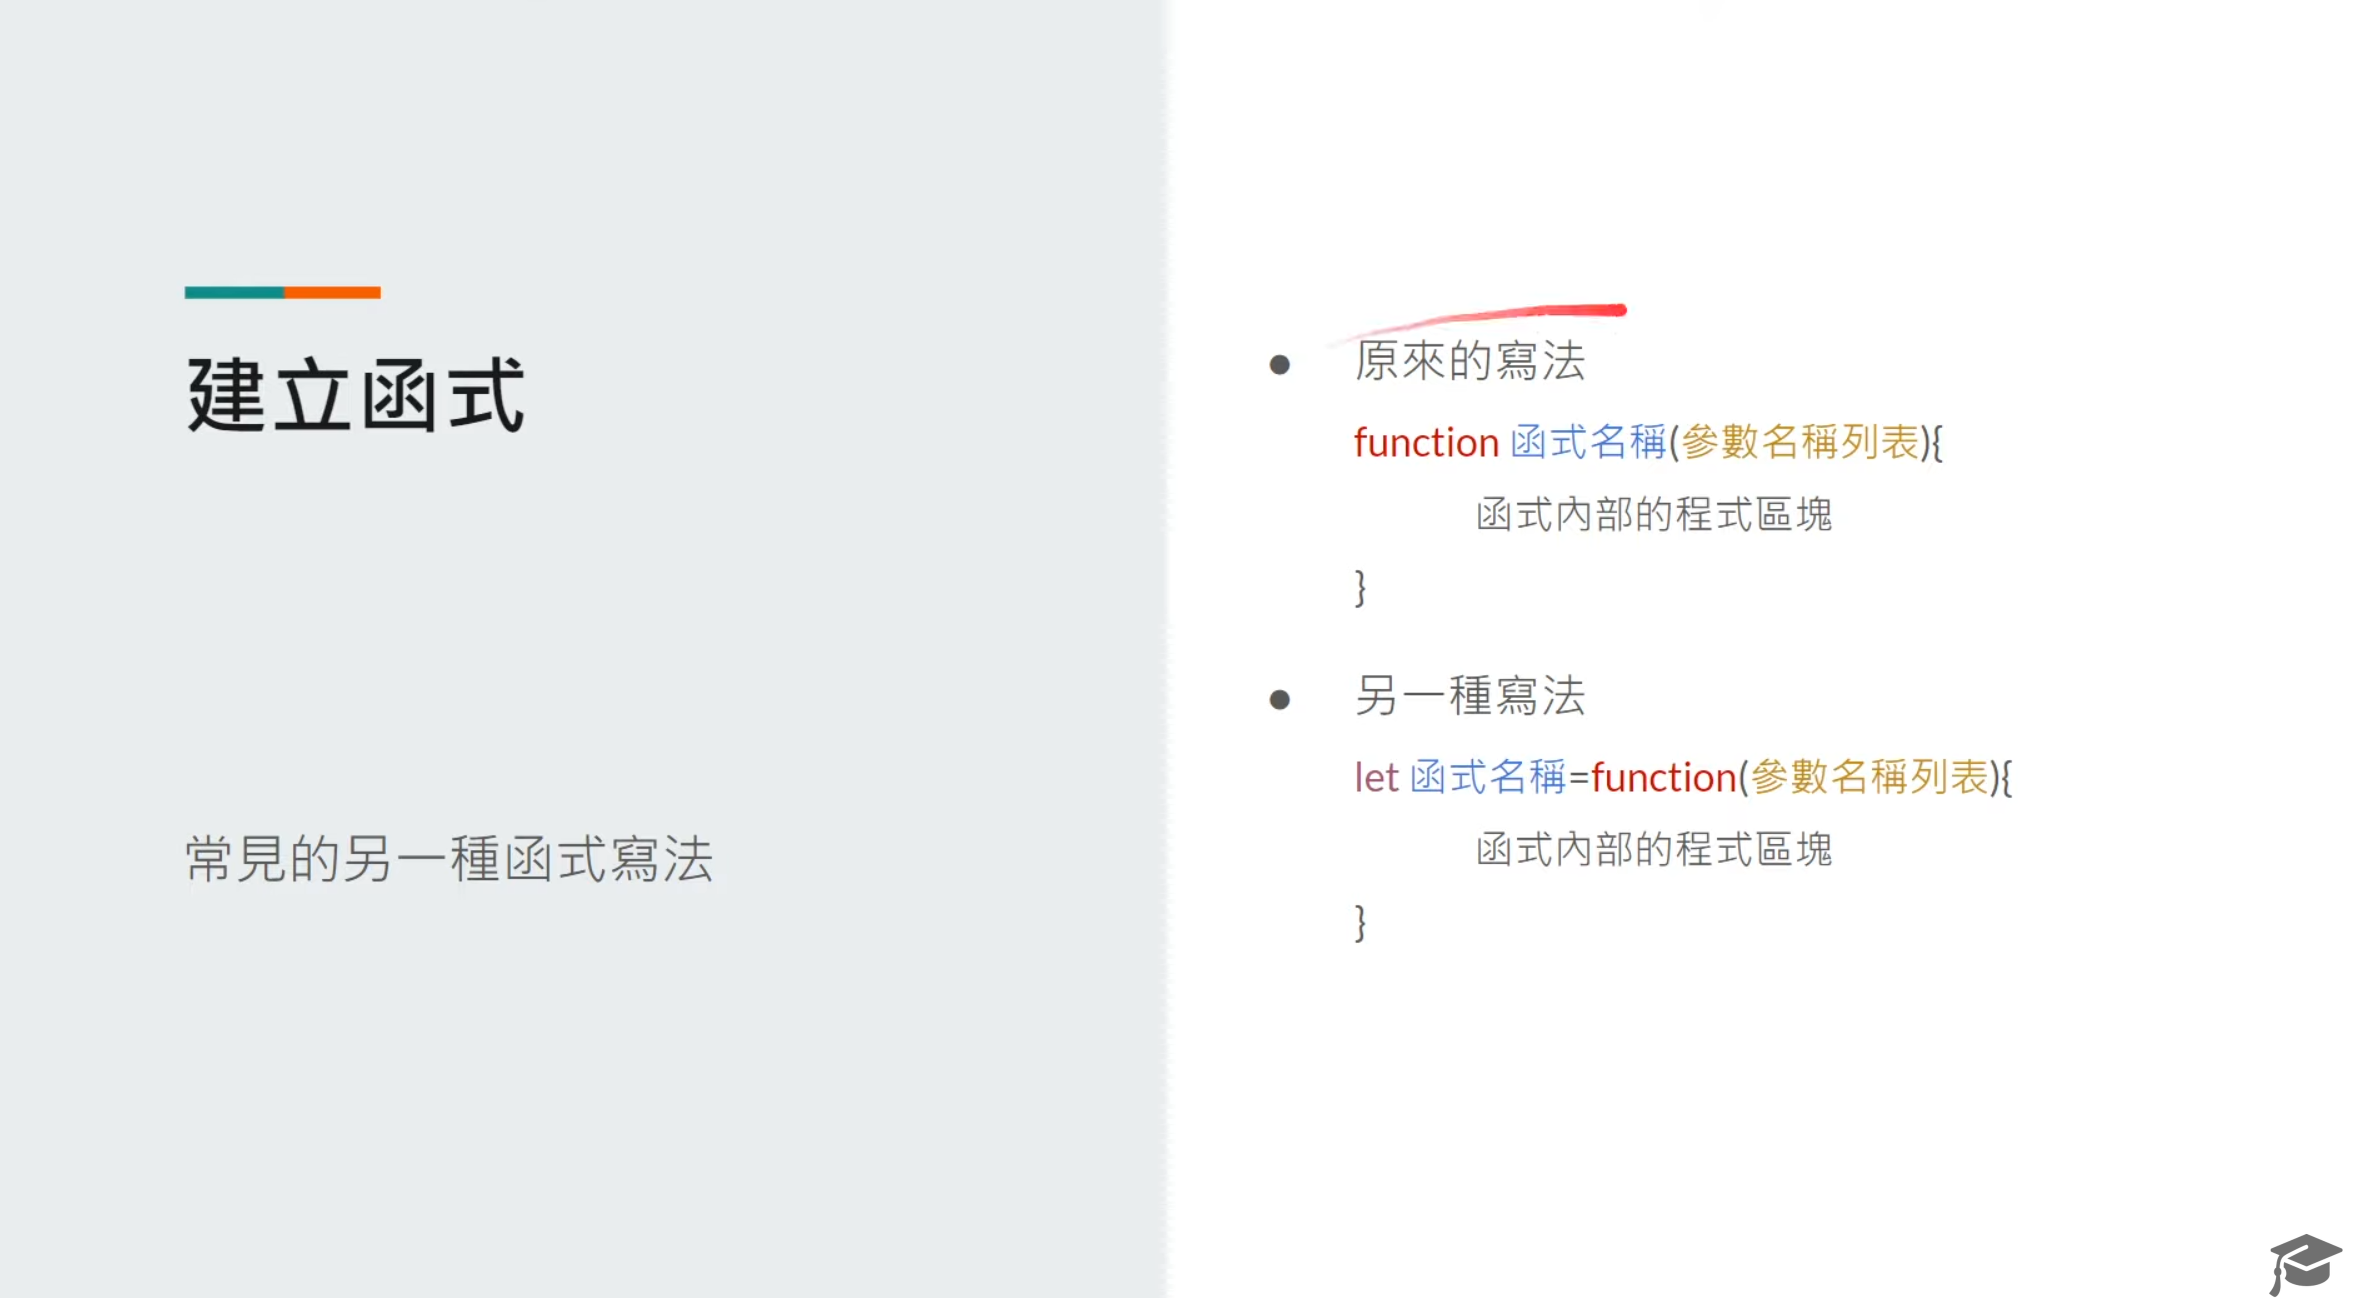 建立函式
常見的另一種函式寫法
● 原來的寫法
function 函式名稱(參數名稱列表){
函式內部的程式區塊
}
● 另一種寫法
let 函式名稱=function(參數名稱列表){
函式內部的程式區塊
}